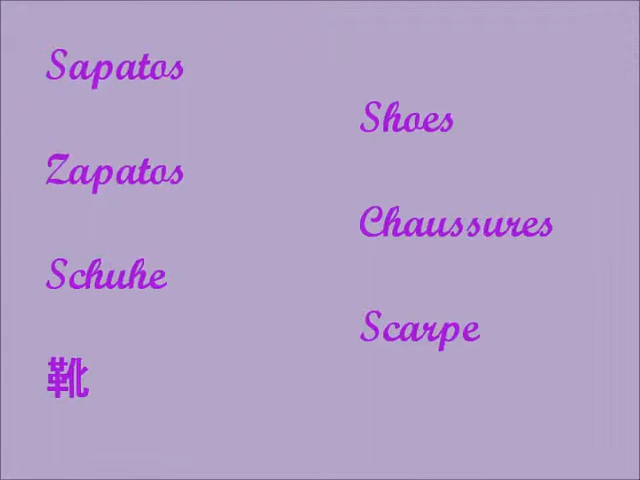 Sapatos
Shoes
Zapatos
Chaussures
Schuhe
Scarpe
靴